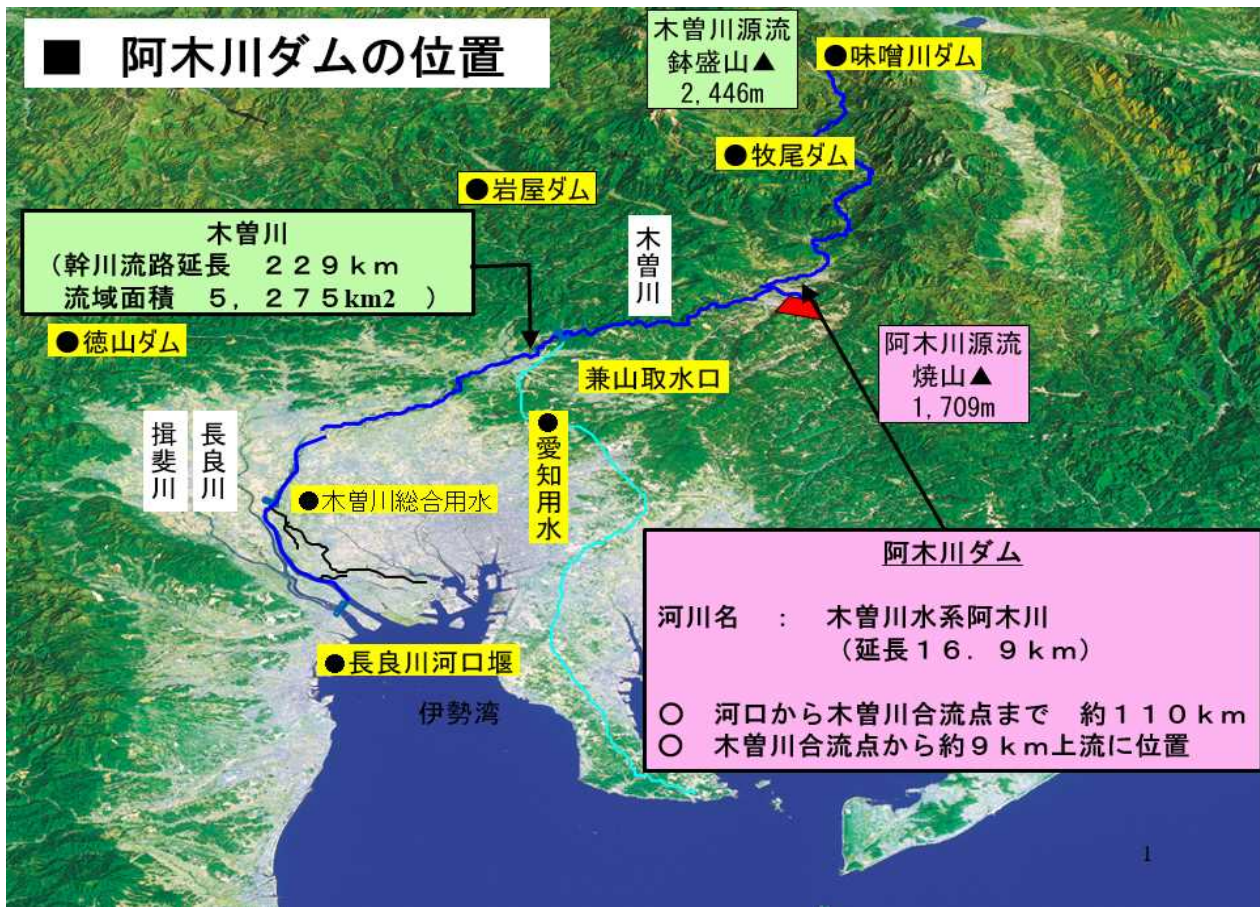 ■ 阿木川ダムの位置
木曽川源流
鉢盛山▲
2,446m
●味噌川ダム
●牧尾ダム
●岩屋ダム
木曽川
(幹川流路延長 229km
流域面積 5,275km2 )
木曽川
●徳山ダム
阿木川源流
焼山▲
1,709m
兼山取水口
揖斐川
長良川
●愛知用水
●木曽川総合用水
阿木川ダム
河川名 : 木曽川水系阿木川
(延長16.9km)
○ 河口から木曽川合流点まで 約110km
○ 木曽川合流点から約9km上流に位置
●長良川河口堰
伊勢湾
1